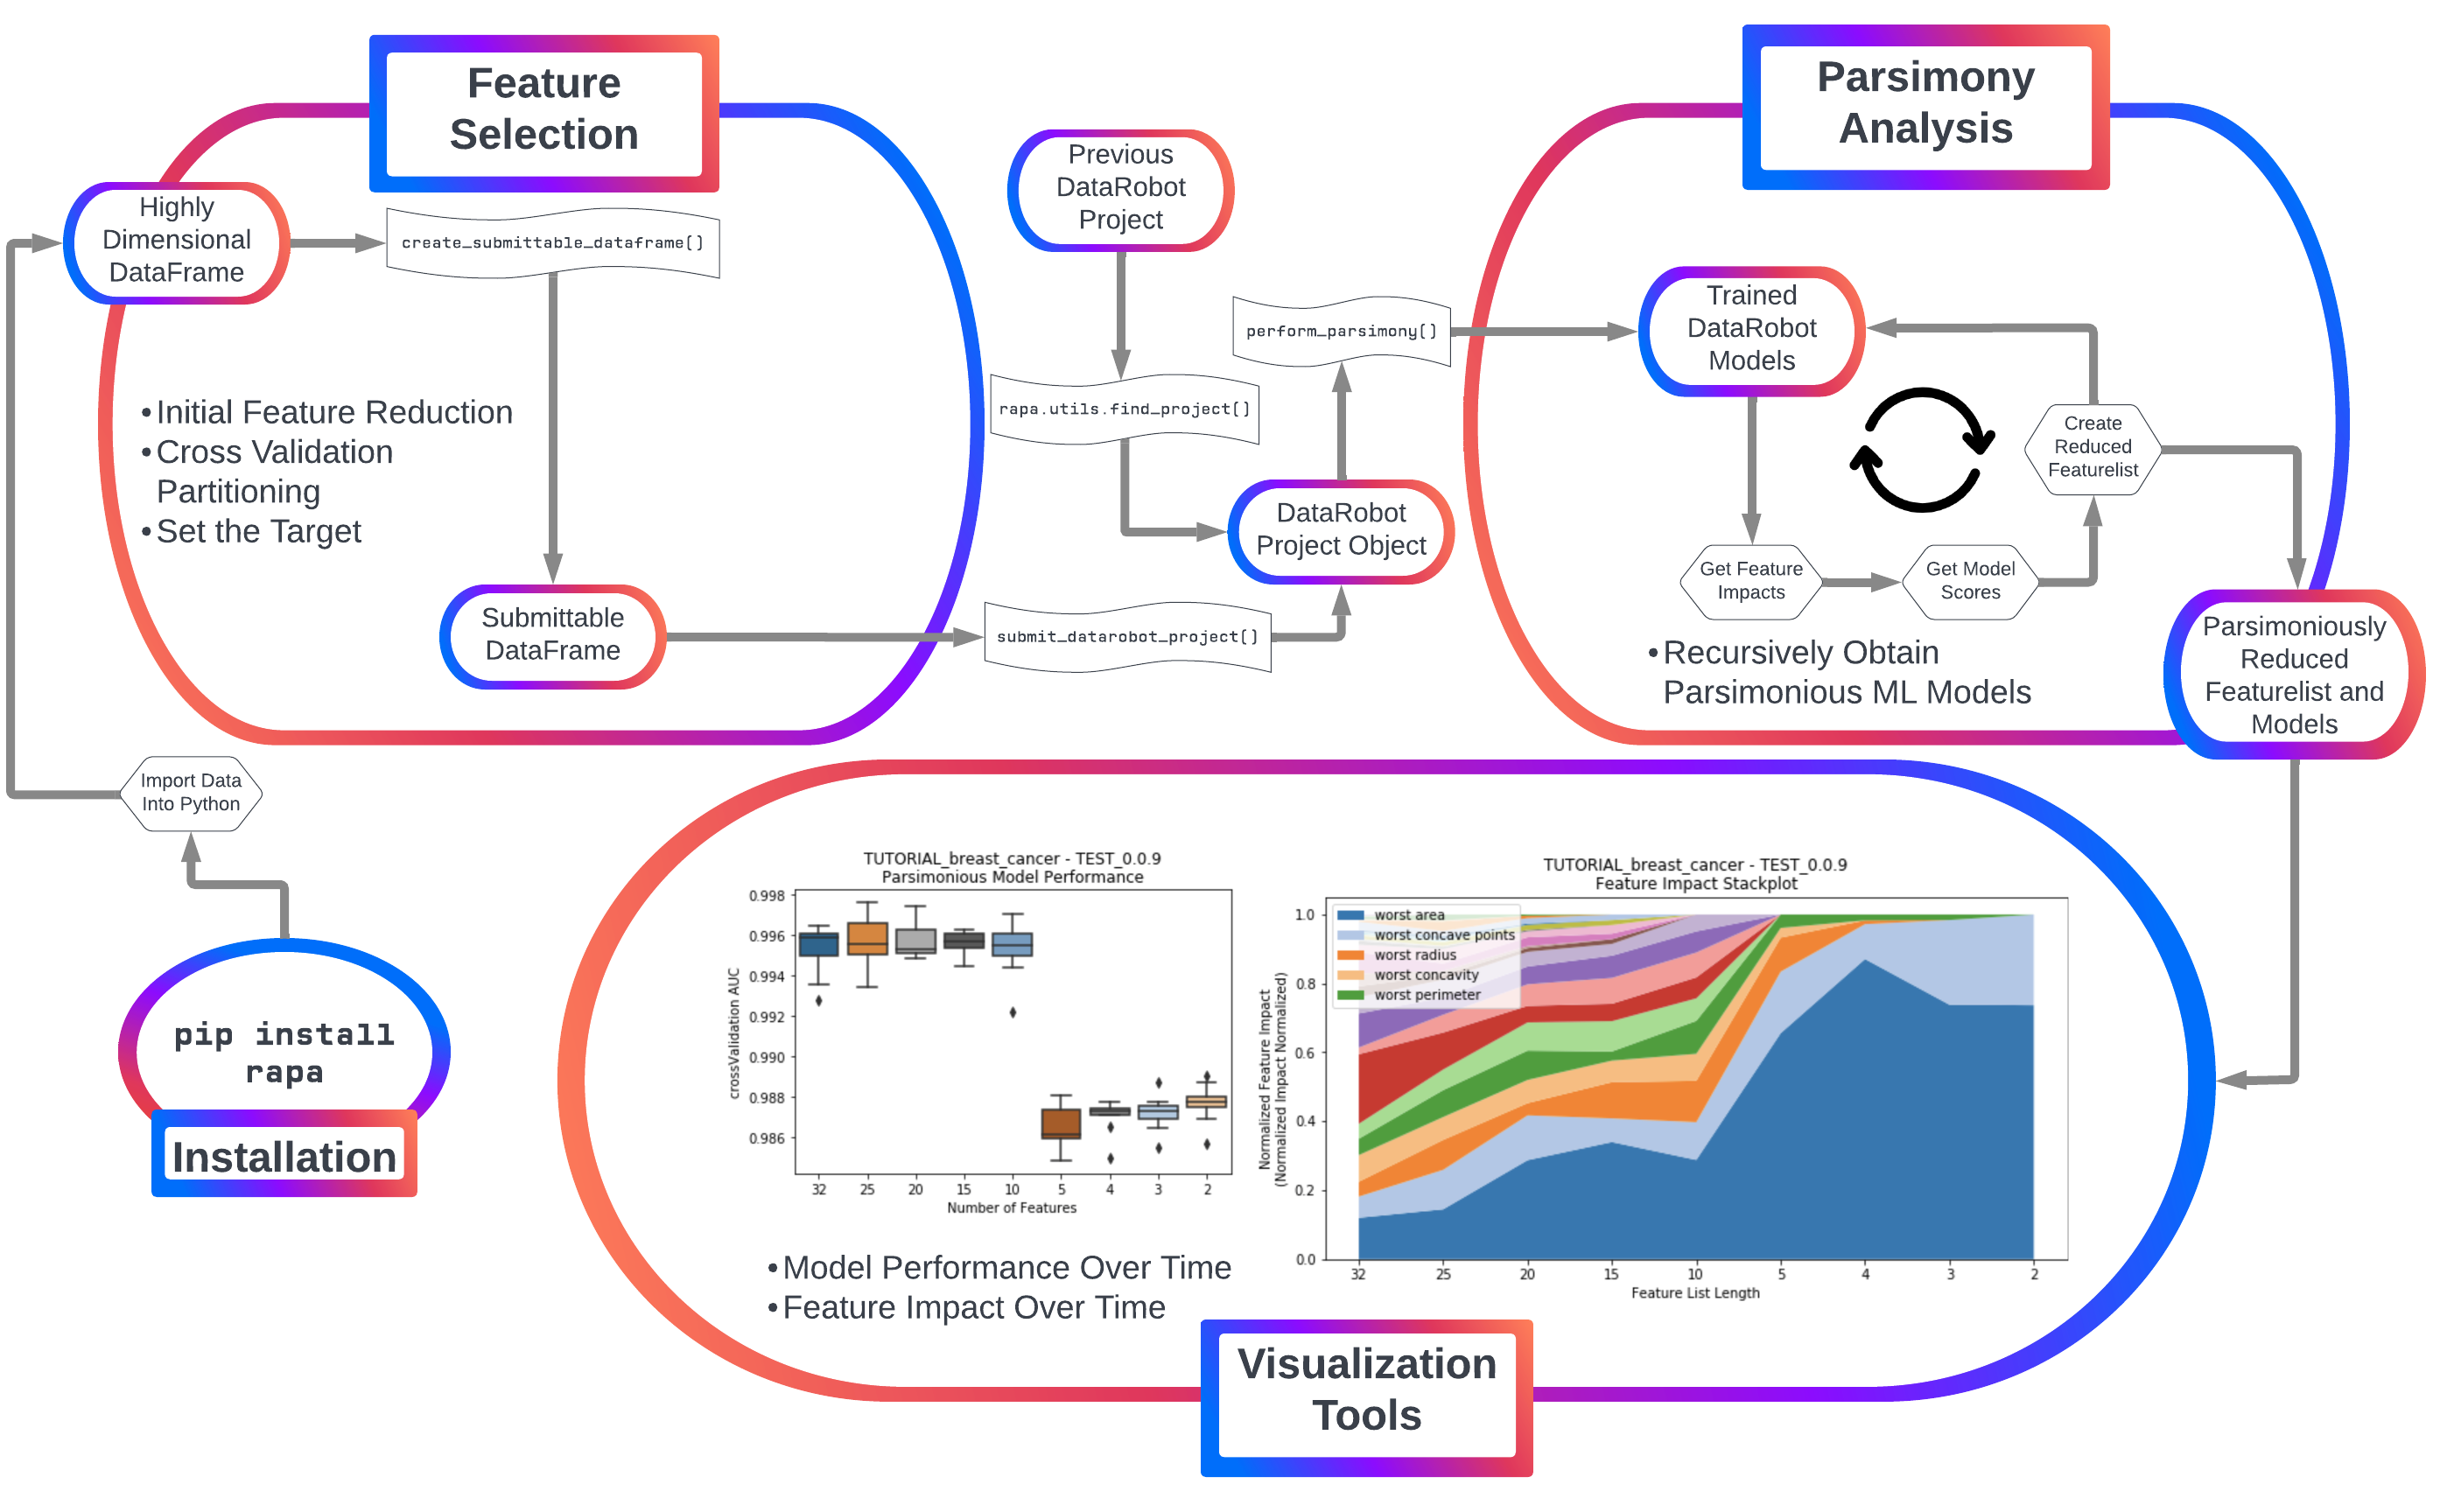 Feature
Selection
Highly
Dimensional
DataFrame
create_submittable_dataframe()
•Initial Feature Reduction
•Cross Validation
Partitioning
•Set the Target
Submittable
DataFrame
Previous
DataRobot
Project
rapa.utils.find_project()
perform_parsimony()
DataRobot
Project Object
submit_datarobot_project()
Parsimony
Analysis
Trained
DataRobot
Models
Create
Reduced
Featurelist
Get Feature
Impacts
Get Model
Scores
•Recursively Obtain
Parsimonious ML Models
Parsimoniously
Reduced
Featurelist and
Models
Import Data
Into Python
pip install
rapa
Installation
TUTORIAL_breast_cancer - TEST_0.0.9
Parsimonious Model Performance
crossValidation AUC
0.998
0.996
0.994
0.992
0.990
0.988
0.986
32 25 20 15 10 5 4 3 2
Number of Features
TUTORIAL_breast_cancer - TEST_0.0.9
Feature Impact Stackplot
Normalized Feature Impact
(Normalized Impact Normalized)
1.0
0.8
0.6
0.4
0.2
0.0
worst area
worst concave points
worst radius
worst concavity
worst perimeter
32 25 20 15 10 5 4 3 2
Feature List Length
•Model Performance Over Time
•Feature Impact Over Time
Visualization
Tools